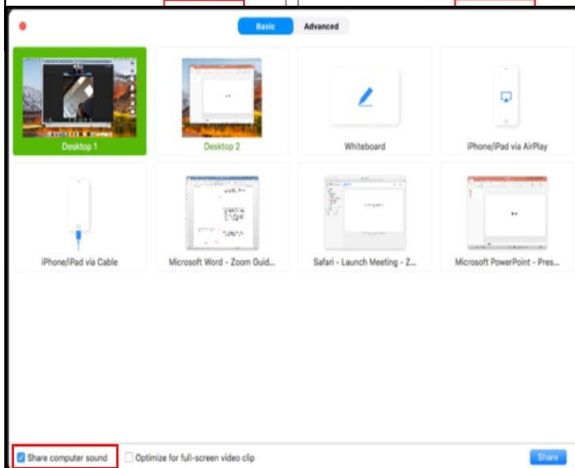 Basic Advanced
Desktop 1 Desktop 2 Whiteboard iPhone/iPad via AirPlay
iPhone/iPad via Cable Microsoft Word - Zoom Guid... Safari - Launch Meeting - Z... Microsoft PowerPoint - Pres...
Share computer sound Optimize for full-screen video clip Share